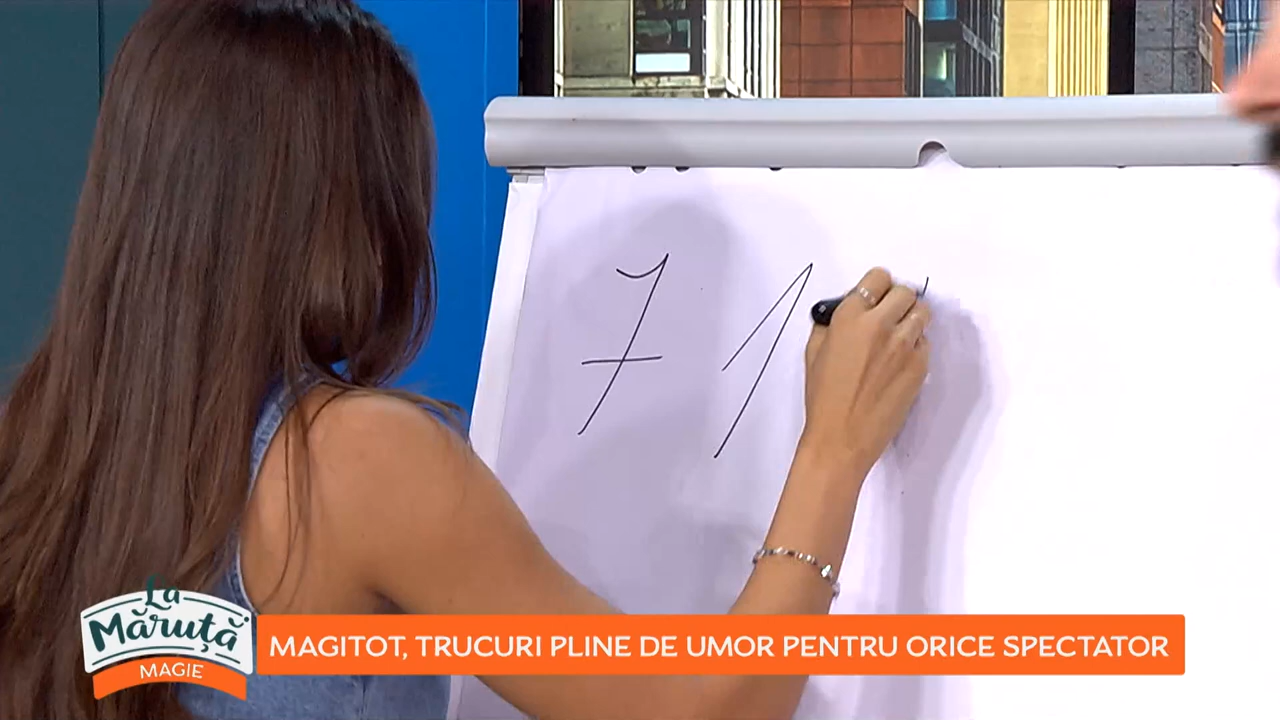 7 1
La
Măruță
MAGIE
MAGITOT, TRUCURI PLINE DE UMOR PENTRU ORICE SPECTATOR